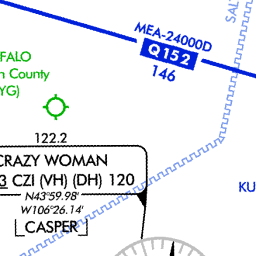 MEA-24000D
Q152
146
SAL
FALO
n County
YG)
122.2
CRAZY WOMAN
3 CZI (VH) (DH) 120
N43°59.98'
W106°26.14'
CASPER
KU